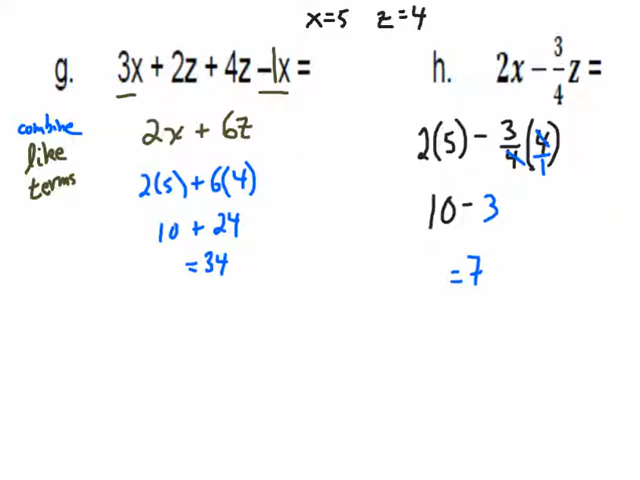 x=5 z=4
g. 3x + 2z + 4z -1x =
combine
like
terms
2x + 6z
2(5) + 6(4)
10 + 24
= 34
h. 2x - 3/4 z =
2(5) - 3/4 (4/1)
10 - 3
= 7